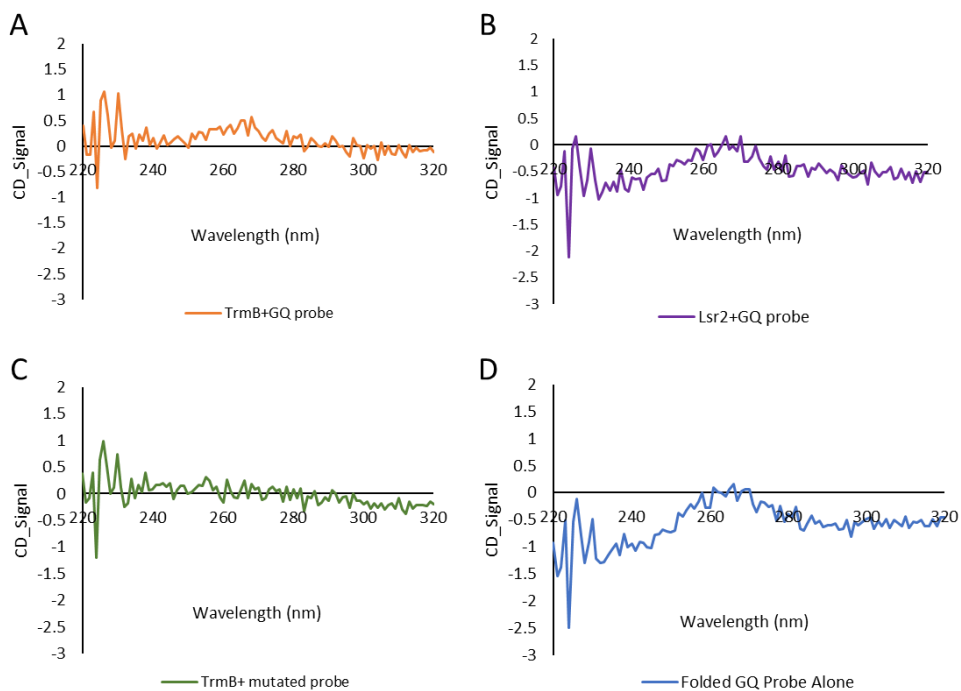 A
2
1.5
1
0.5
0
-0.5
-1
-1.5
-2
-2.5
-3
CD_Signal
220 240 260 280 300 320
Wavelength (nm)
TrmB+GQ probe
B
2
1.5
1
0.5
0
-0.5
-1
-1.5
-2
-2.5
-3
CD_Signal
220 240 260 280 300 320
Wavelength (nm)
Lsr2+GQ probe
C
2
1.5
1
0.5
0
-0.5
-1
-1.5
-2
-2.5
-3
CD_Signal
220 240 260 280 300 320
Wavelength (nm)
TrmB+ mutated probe
D
2
1.5
1
0.5
0
-0.5
-1
-1.5
-2
-2.5
-3
CD_Signal
220 240 260 280 300 320
Wavelength (nm)
Folded GQ Probe Alone